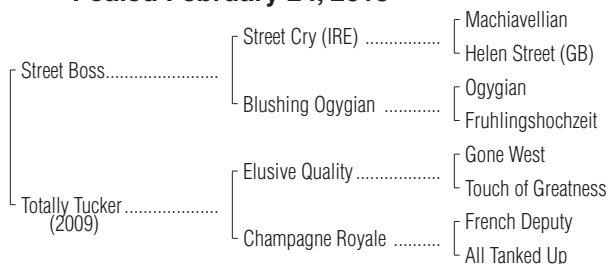 Foaled February 24,
Machiavellian
Street Cry (IRE) ................
Helen Street (GB)
Street Boss........................
Ogygian
Blushing Ogygian ............
Fruhlingshochzeit
Gone West
Elusive Quality ..................
Touch of Greatness
Totally Tucker ....................
(2009)
French Deputy
Champagne Royale ..........
All Tanked Up